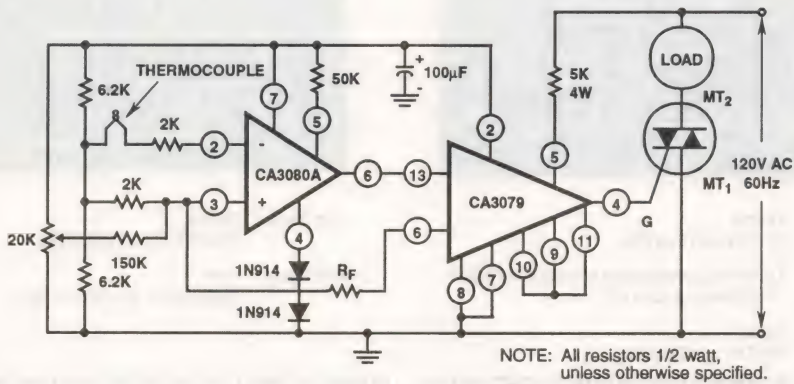 6.2K
THERMOCOUPLE
2K
2
-
7
50K
5
+
100µF
-
CA3080A
6
13
2K
3
+
4
20K
150K
6.2K
1N914
1N914
RF
6
2
CA3079
5K
4W
5
4
G
8
7
10
9
11
LOAD
MT2
MT1
120V AC
60Hz
NOTE: All resistors 1/2 watt,
unless otherwise specified.